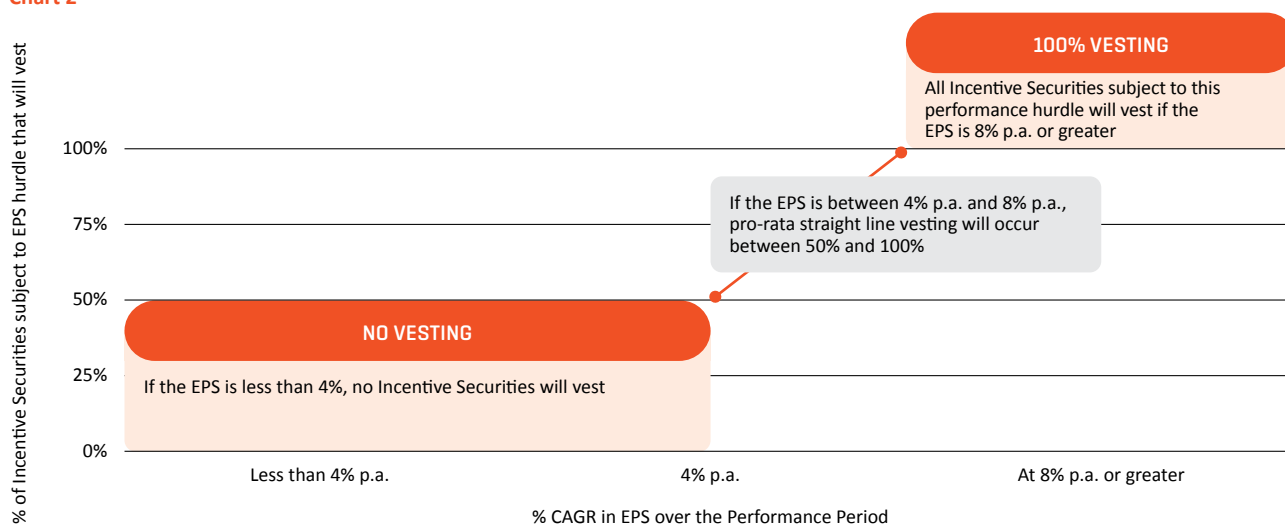 Chart 2
% of Incentive Securities subject to EPS hurdle that will vest
100% VESTING
All Incentive Securities subject to this
performance hurdle will vest if the
EPS is 8% p.a. or greater
100%
If the EPS is between 4% p.a. and 8% p.a.,
pro-rata straight line vesting will occur
between 50% and 100%
75%
50%
NO VESTING
25%
If the EPS is less than 4%, no Incentive Securities will vest
0%
Less than 4% p.a.
4% p.a.
At 8% p.a. or greater
% CAGR in EPS over the Performance Period